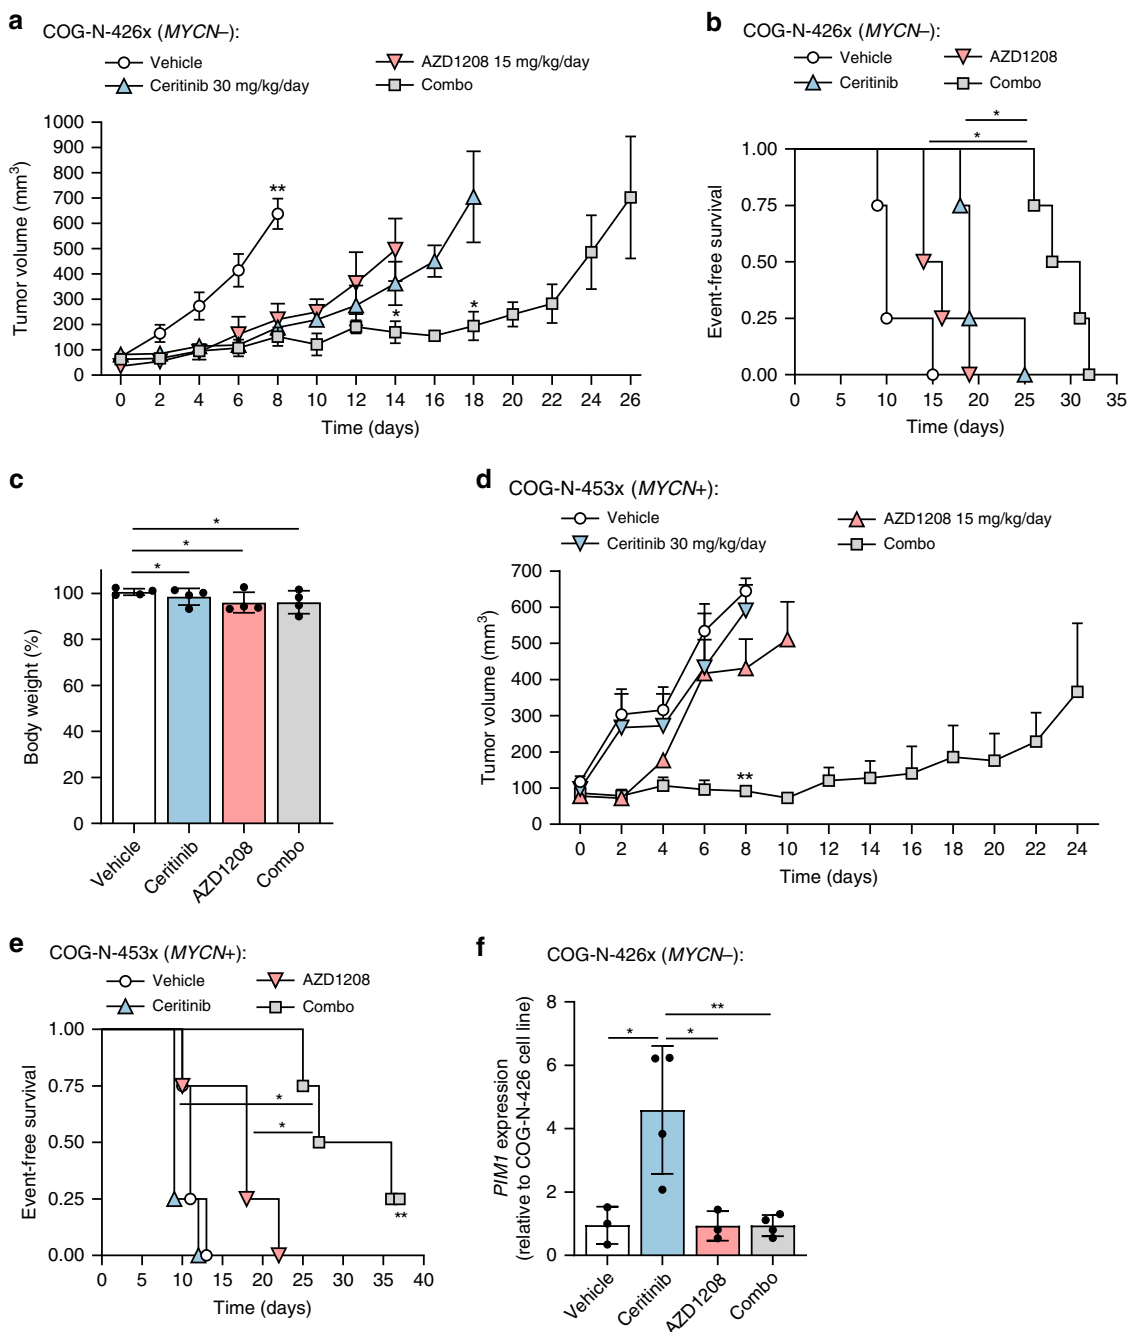 a
COG-N-426x (MYCN–):
Vehicle
Ceritinib 30 mg/kg/day
AZD1208 15 mg/kg/day
Combo
Tumor volume (mm³)
1000
900
800
700
600
500
400
300
200
100
0
**
*
*
0 2 4 6 8 10 12 14 16 18 20 22 24 26
Time (days)
b
COG-N-426x (MYCN–):
Vehicle
Ceritinib
AZD1208
Combo
*
*
Event-free survival
1.00
0.75
0.50
0.25
0.00
0 5 10 15 20 25 30 35
Time (days)
c
*
*
*
Body weight (%)
100
80
60
40
20
0
Vehicle
Ceritinib
AZD1208
Combo
d
COG-N-453x (MYCN+):
Vehicle
Ceritinib 30 mg/kg/day
AZD1208 15 mg/kg/day
Combo
Tumor volume (mm³)
700
600
500
400
300
200
100
0
**
0 2 4 6 8 10 12 14 16 18 20 22 24
Time (days)
e
COG-N-453x (MYCN+):
Vehicle
Ceritinib
AZD1208
Combo
Event-free survival
1.00
0.75
0.50
0.25
0.00
*
*
**
0 5 10 15 20 25 30 35 40
Time (days)
f
COG-N-426x (MYCN–):
PIM1 expression
(relative to COG-N-426 cell line)
8
6
4
2
0
**
*
*
Vehicle
Ceritinib
AZD1208
Combo